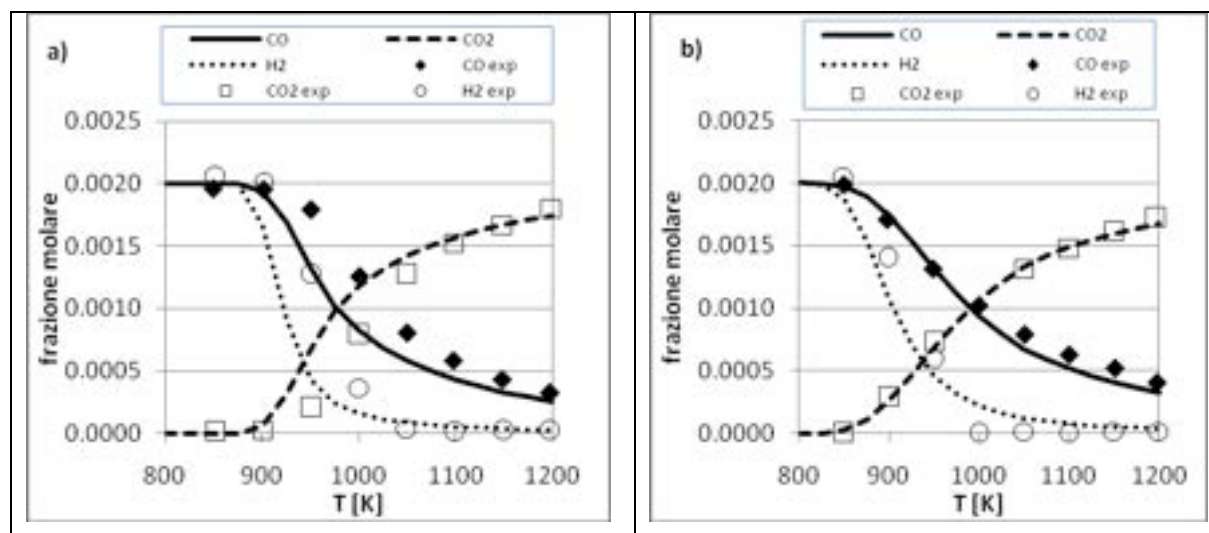 a)
CO CO2
H2 CO exp
CO2 exp H2 exp
0.0025
0.0020
0.0015
0.0010
0.0005
0.0000
frazione molare
800 900 1000 1100 1200
T [K]
b)
CO CO2
H2 CO exp
CO2 exp H2 exp
0.0025
0.0020
0.0015
0.0010
0.0005
0.0000
frazione molare
800 900 1000 1100 1200
T [K]